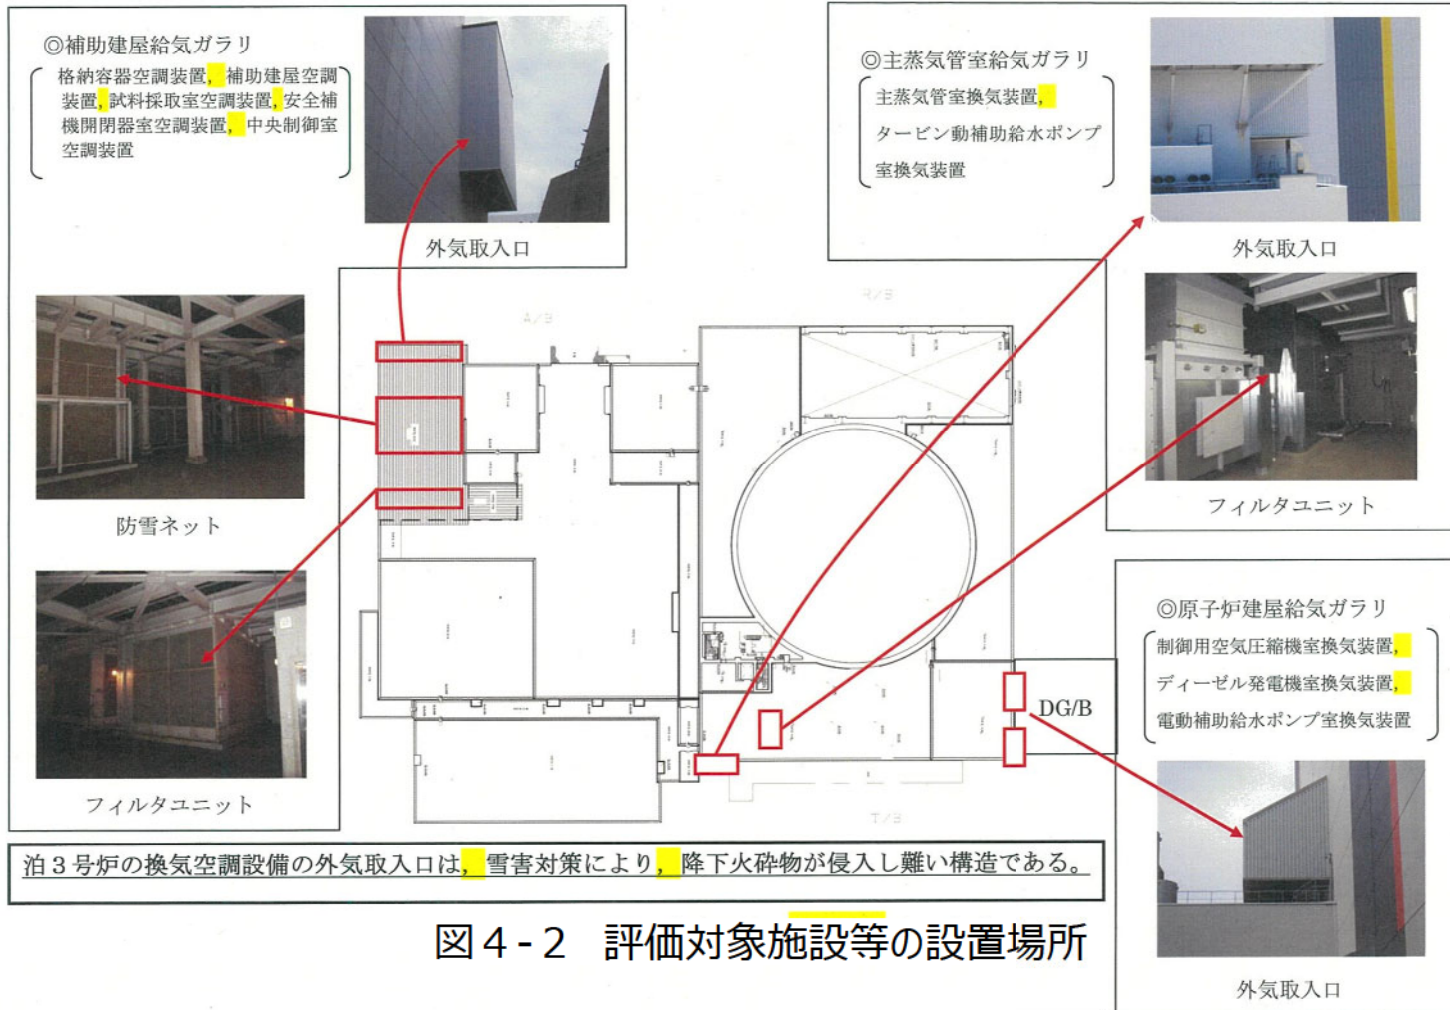 ◎補助建屋給気ガラリ
格納容器空調装置，補助建屋空調
装置，試料採取室空調装置，安全補
機開閉器室空調装置，中央制御室
空調装置
外気取入口
防雪ネット
フィルタユニット
◎主蒸気管室給気ガラリ
主蒸気管室換気装置，
タービン動補助給水ポンプ
室換気装置
外気取入口
フィルタユニット
A/B
R/B
T/B
DG/B
◎原子炉建屋給気ガラリ
制御用空気圧縮機室換気装置，
ディーゼル発電機室換気装置，
電動補助給水ポンプ室換気装置
外気取入口
泊３号炉の換気空調設備の外気取入口は，雪害対策により，降下火砕物が侵入し難い構造である。
図４-２　評価対象施設等の設置場所